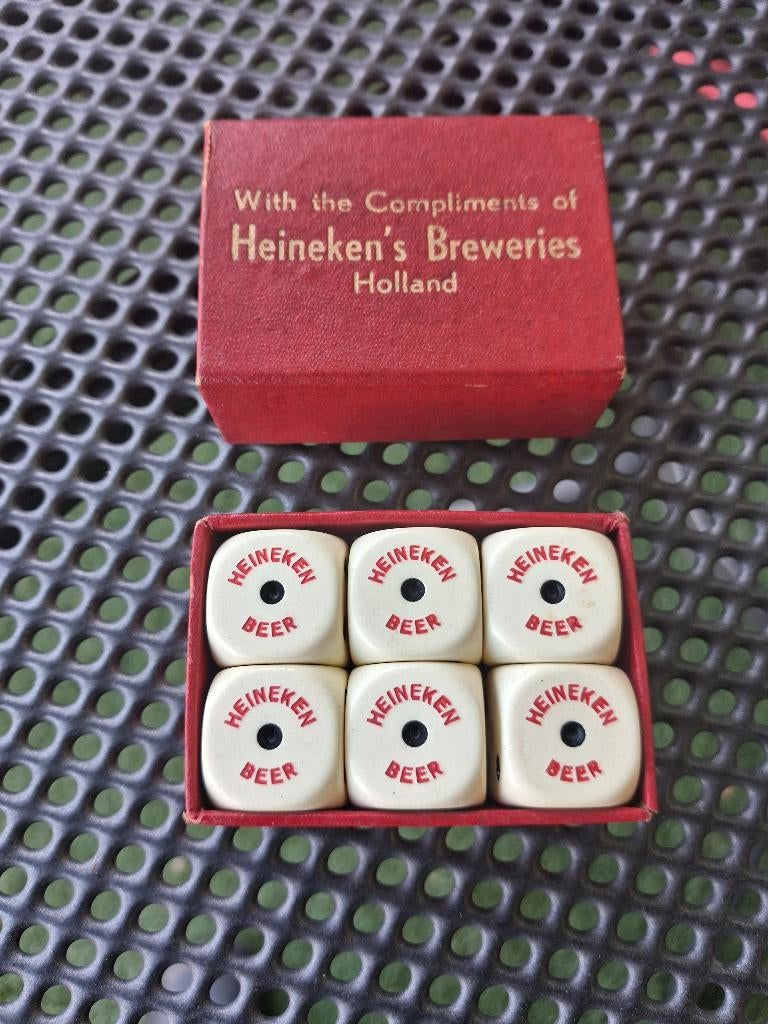 With the Compliments of
Heineken's Breweries
Holland
HEINEKEN
BEER
HEINEKEN
BEER
HEINEKEN
BEER
HEINEKEN
BEER
HEINEKEN
BEER
HEINEKEN
BEER